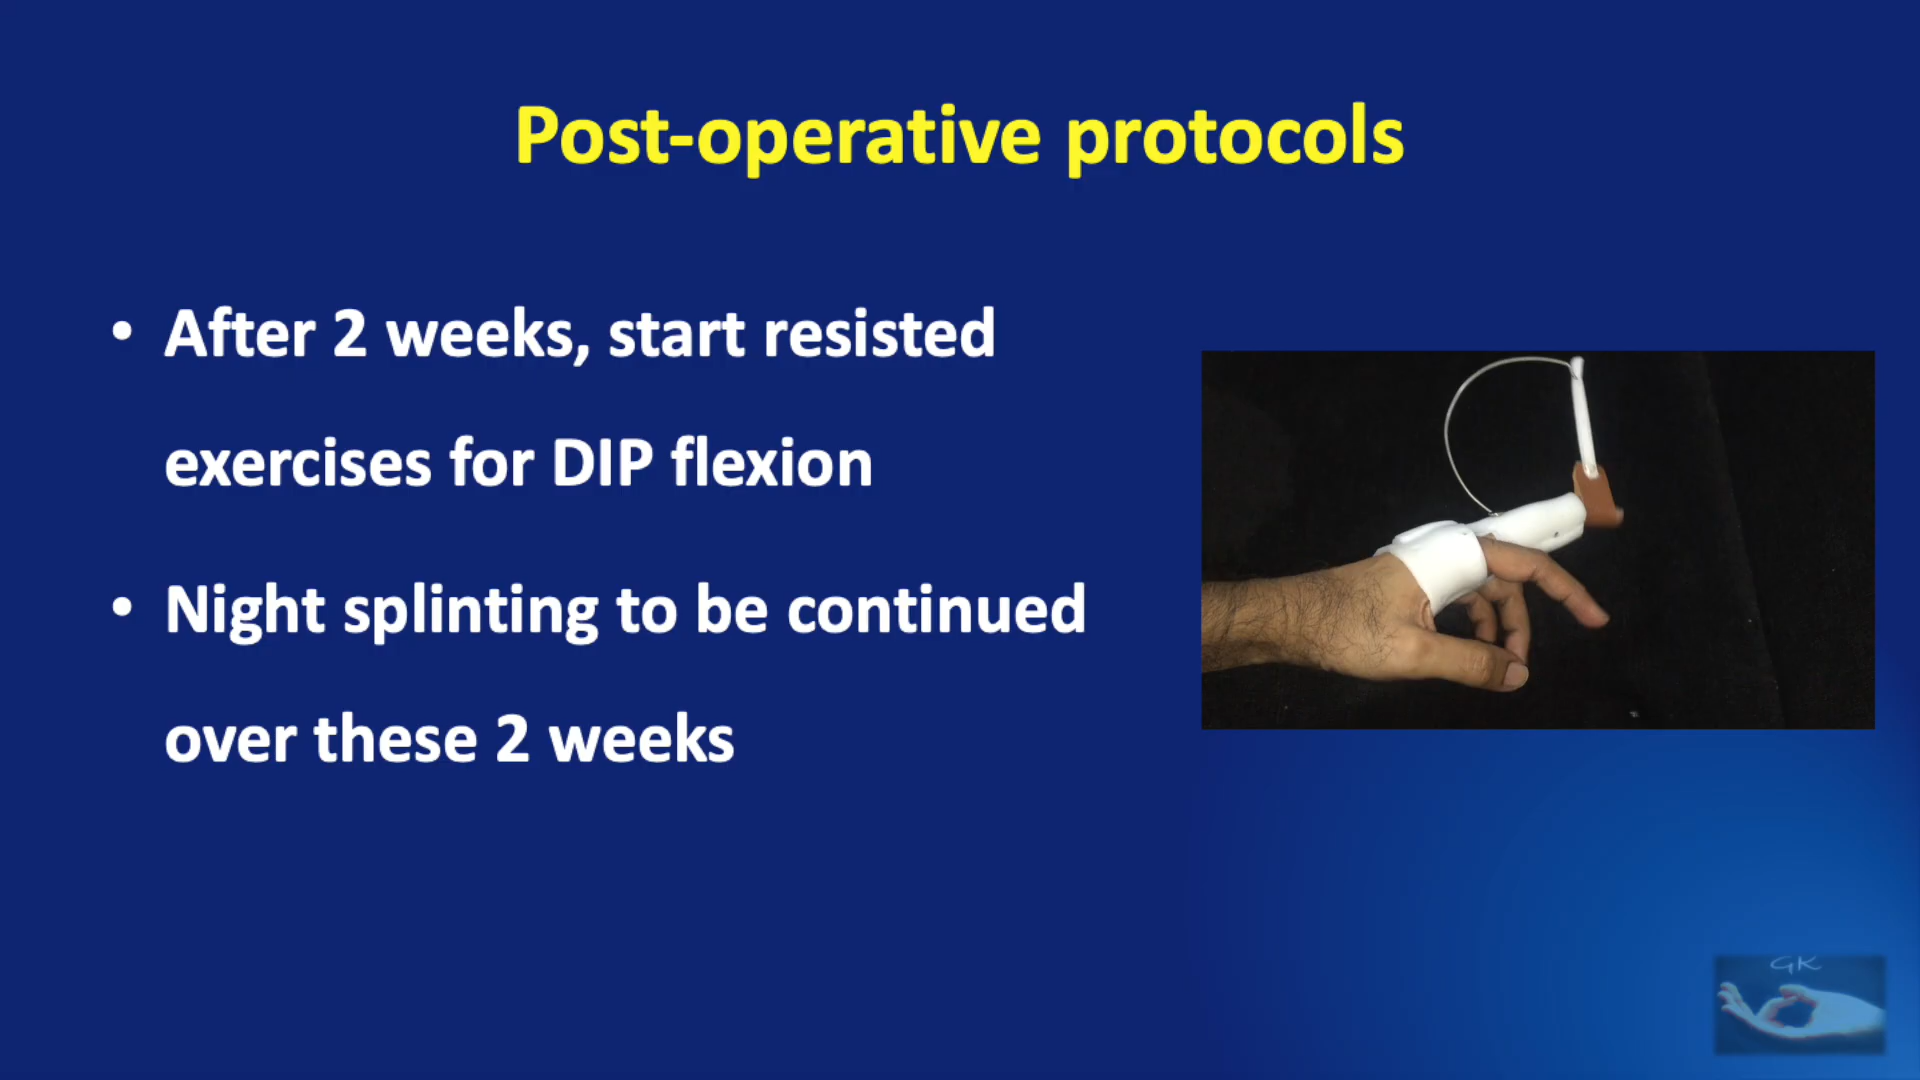 Post-operative protocols
• After 2 weeks, start resisted
exercises for DIP flexion
• Night splinting to be continued
over these 2 weeks
GK